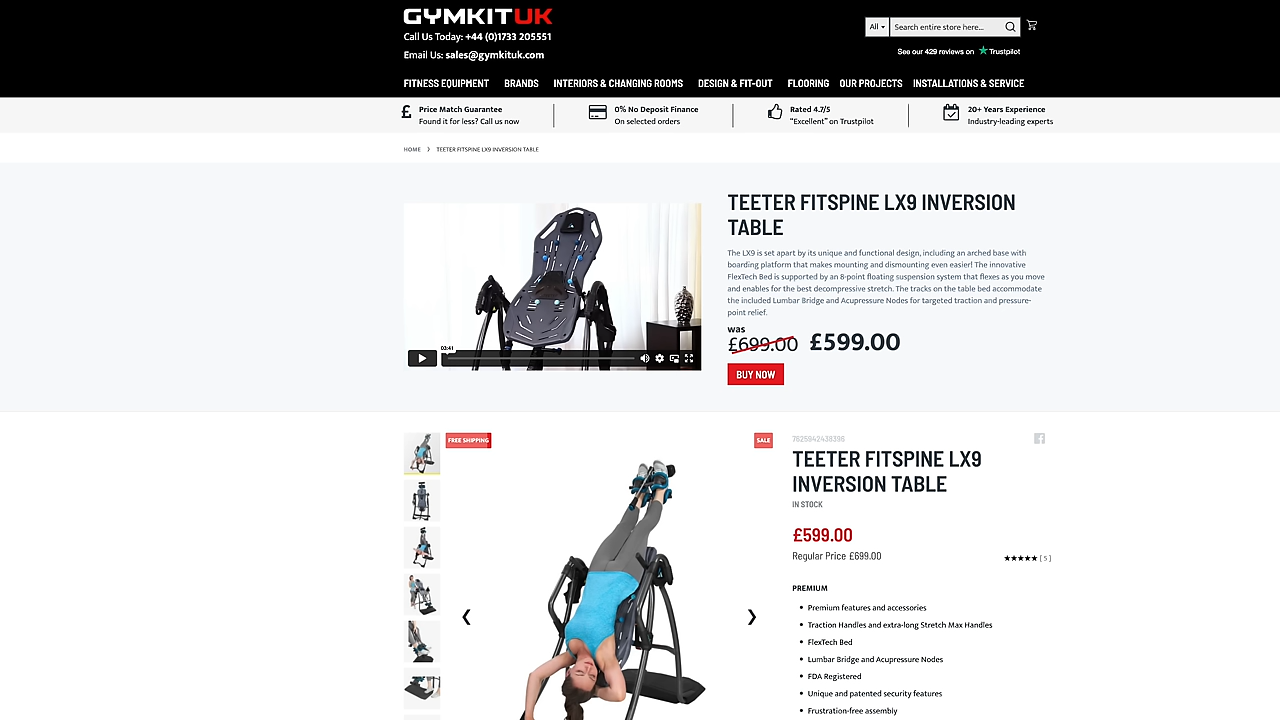 GYMKITUK
Call Us Today: +44 (0)1733 205551
Email Us: sales@gymkituk.com
All
Search entire store here...
See our 429 reviews on Trustpilot
FITNESS EQUIPMENT BRANDS INTERIORS & CHANGING ROOMS DESIGN & FIT-OUT FLOORING OUR PROJECTS INSTALLATIONS & SERVICE
£ Price Match Guarantee
Found it for less? Call us now
0% No Deposit Finance
On selected orders
Rated 4.7/5
"Excellent" on Trustpilot
20+ Years Experience
Industry-leading experts
HOME > TEETER FITSPINE LX9 INVERSION TABLE
03:41
TEETER FITSPINE LX9 INVERSION
TABLE
The LX9 is set apart by its unique and functional design, including an arched base with
boarding platform that makes mounting and dismounting even easier! The innovative
FlexTech Bed is supported by an 8-point floating suspension system that flexes as you move
and enables for the best decompressive stretch. The tracks on the table bed accommodate
the included Lumbar Bridge and Acupressure Nodes for targeted traction and pressure-
point relief.
was
£699.00 £599.00
BUY NOW
FREE SHIPPING
SALE
7625942438396
TEETER FITSPINE LX9
INVERSION TABLE
IN STOCK
£599.00
Regular Price £699.00
★★★★★ [ 5 ]
PREMIUM
• Premium features and accessories
• Traction Handles and extra-long Stretch Max Handles
• FlexTech Bed
• Lumbar Bridge and Acupressure Nodes
• FDA Registered
• Unique and patented security features
• Frustration-free assembly